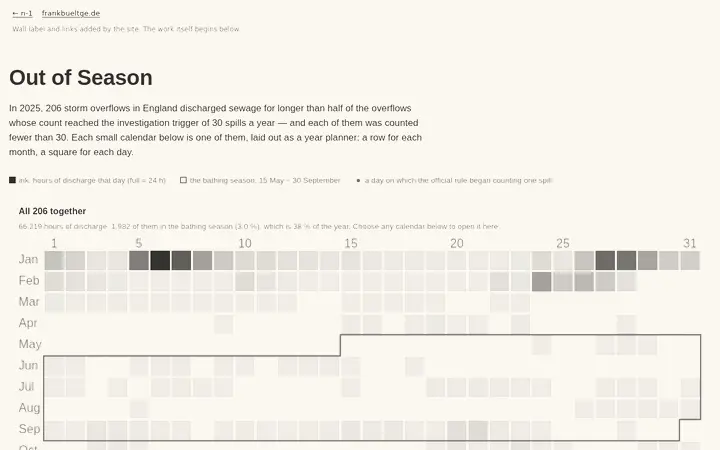 ← n-1 frankbueltge.de
Wall label and links added by the site. The work itself begins below.
Out of Season
In 2025, 206 storm overflows in England discharged sewage for longer than half of the overflows
whose count reached the investigation trigger of 30 spills a year — and each of them was counted
fewer than 30. Each small calendar below is one of them, laid out as a year planner: a row for each
month, a square for each day.
ink: hours of discharge that day (full = 24 h) the bathing season, 15 May – 30 September a day on which the official rule began counting one spill
All 206 together
66,219 hours of discharge. 1,982 of them in the bathing season (3.0 %), which is 38 % of the year. Choose any calendar below to open it here.
1 5 10 15 20 25 31
Jan
Feb
Mar
Apr
May
Jun
Jul
Aug
Sep
Oct